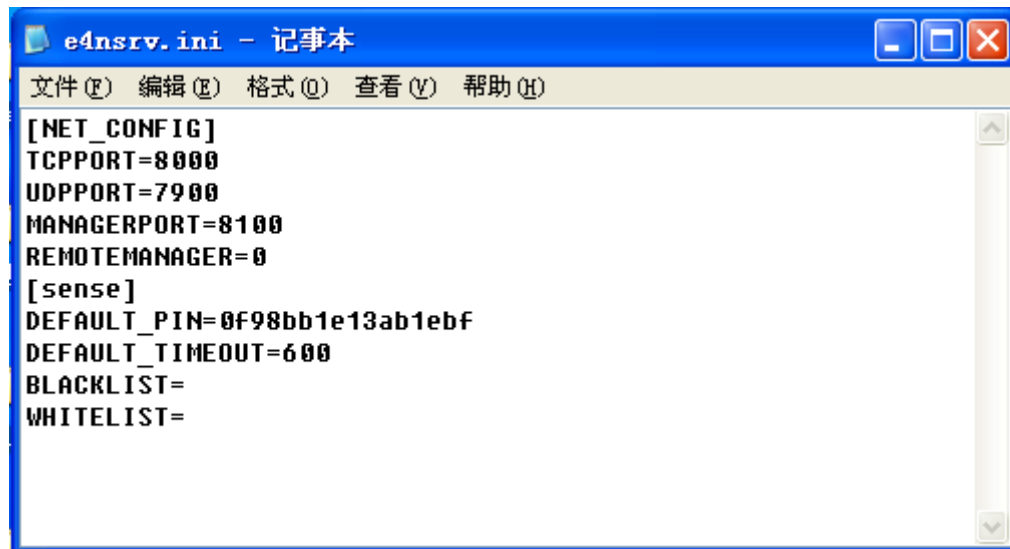 e4nsrv.ini - 记事本
文件(F) 编辑(E) 格式(O) 查看(V) 帮助(H)
[NET_CONFIG]
TCPPORT=8000
UDPPORT=7900
MANAGERPORT=8100
REMOTEMANAGER=0
[sense]
DEFAULT_PIN=0f98bb1e13ab1ebf
DEFAULT_TIMEOUT=600
BLACKLIST=
WHITELIST=